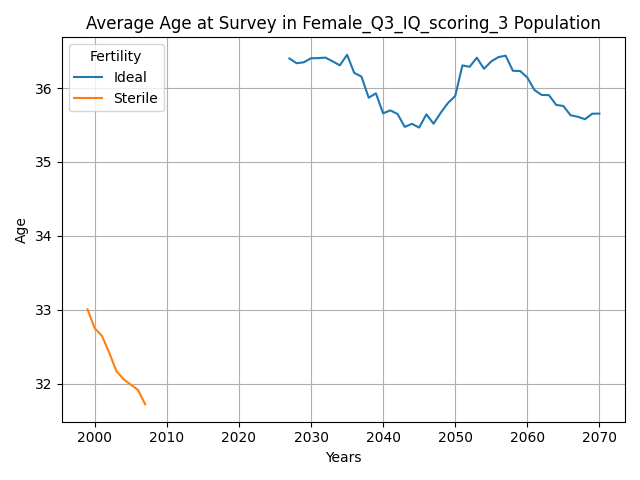 Average Age at Survey in Female_Q3_IQ_scoring_3 Population
Fertility
Ideal
Sterile
36
35
34
33
32
Age
2000 2010 2020 2030 2040 2050 2060 2070
Years